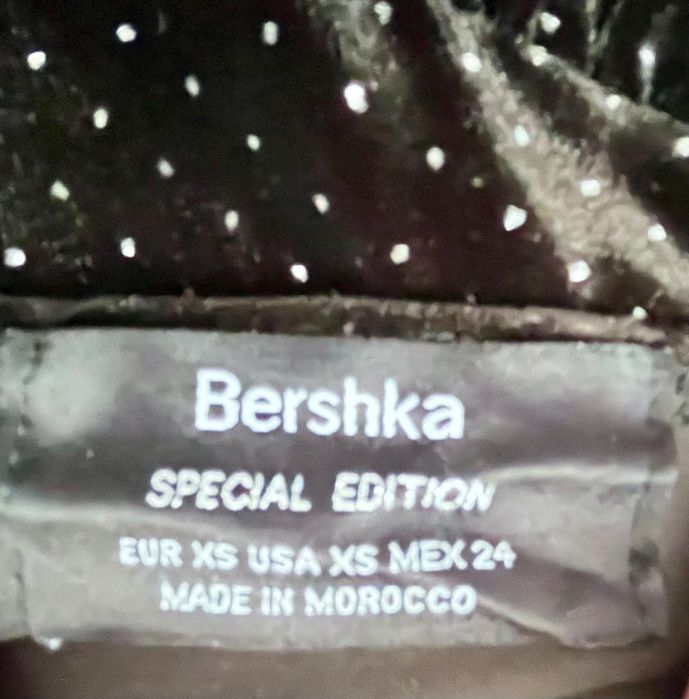 Bershka
SPECIAL EDITION
EUR XS USA XS MEX 24
MADE IN MOROCCO